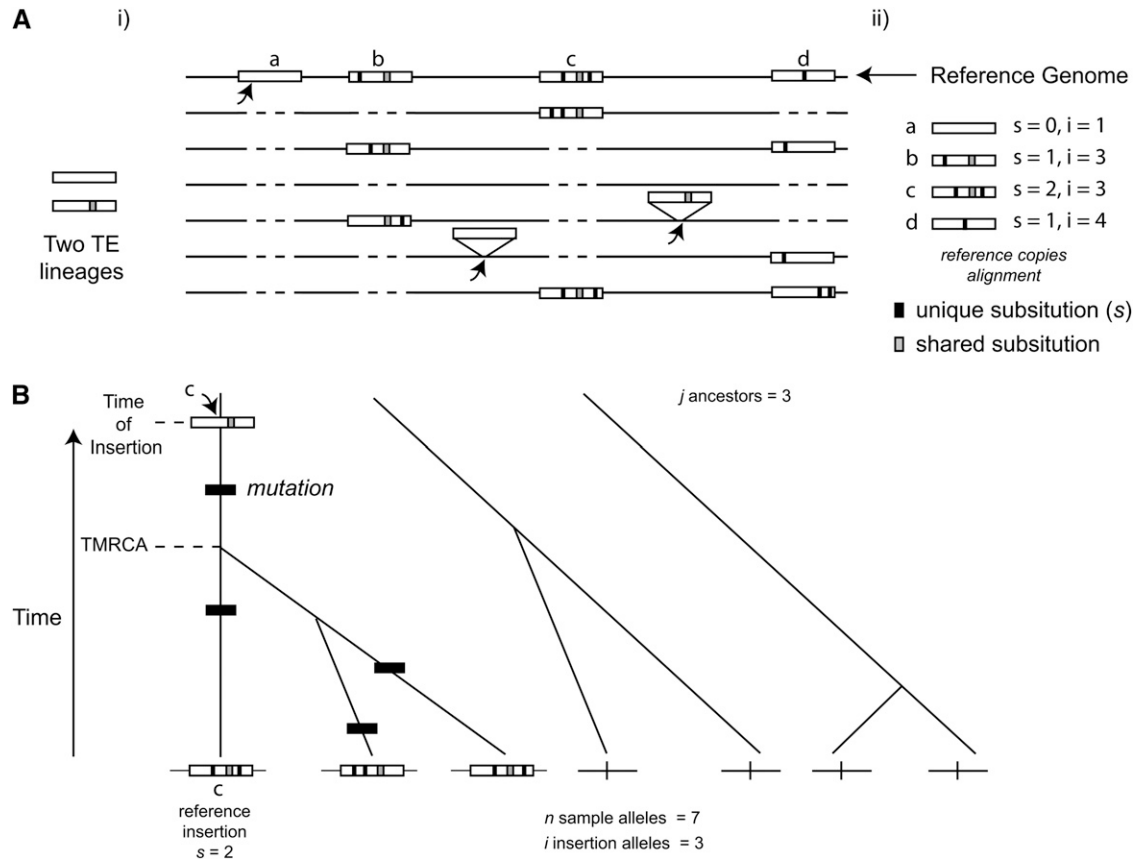 A
i)
ii)
a
b
c
d
Reference Genome
Two TE
lineages
a s = 0, i = 1
b s = 1, i = 3
c s = 2, i = 3
d s = 1, i = 4
reference copies
alignment
unique subsitution (s)
shared subsitution
B
c
Time
of
Insertion
j ancestors = 3
mutation
TMRCA
Time
c
reference
insertion
s = 2
n sample alleles = 7
i insertion alleles = 3